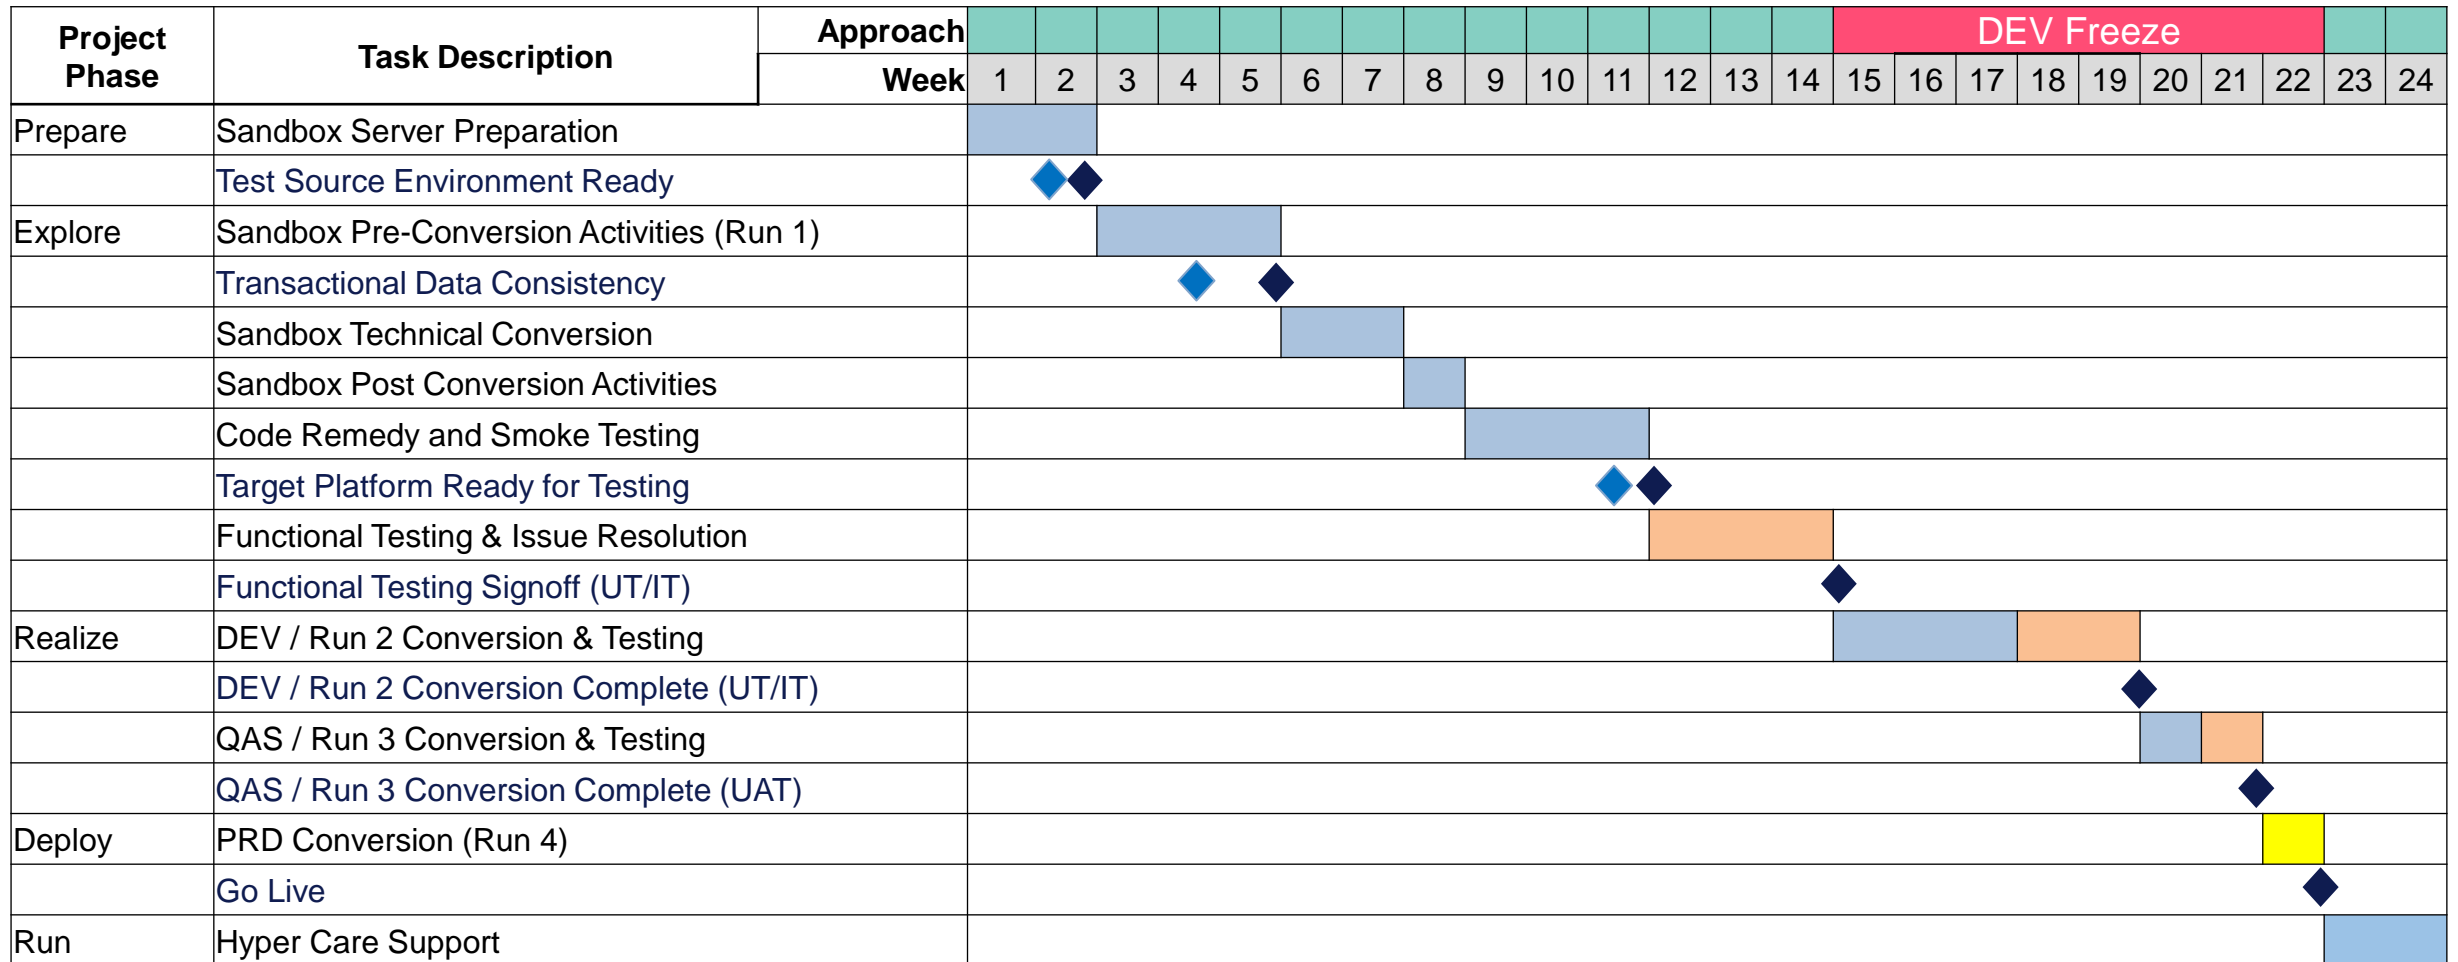 Project Phase Task Description Approach DEV Freeze
Week 1 2 3 4 5 6 7 8 9 10 11 12 13 14 15 16 17 18 19 20 21 22 23 24
Prepare Sandbox Server Preparation
Test Source Environment Ready
Explore Sandbox Pre-Conversion Activities (Run 1)
Transactional Data Consistency
Sandbox Technical Conversion
Sandbox Post Conversion Activities
Code Remedy and Smoke Testing
Target Platform Ready for Testing
Functional Testing & Issue Resolution
Functional Testing Signoff (UT/IT)
Realize DEV / Run 2 Conversion & Testing
DEV / Run 2 Conversion Complete (UT/IT)
QAS / Run 3 Conversion & Testing
QAS / Run 3 Conversion Complete (UAT)
Deploy PRD Conversion (Run 4)
Go Live
Run Hyper Care Support